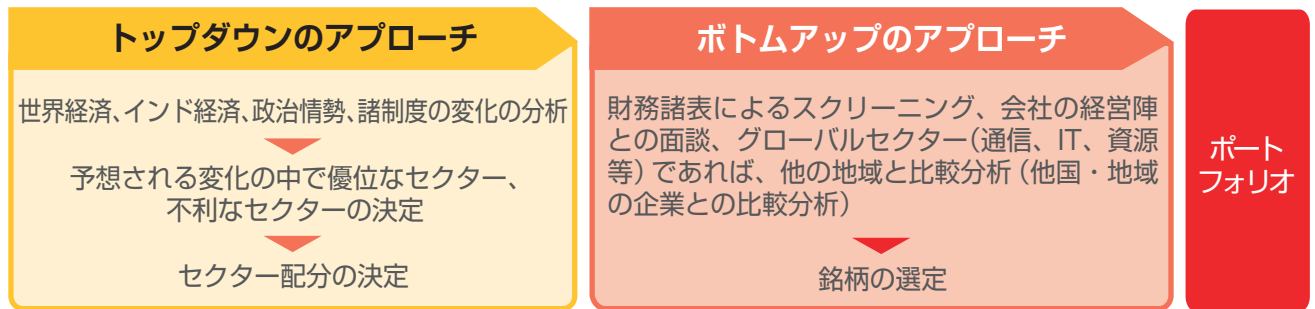 トップダウンのアプローチ
世界経済、インド経済、政治情勢、諸制度の変化の分析
予想される変化の中で優位なセクター、
不利なセクターの決定
セクター配分の決定
ボトムアップのアプローチ
財務諸表によるスクリーニング、会社の経営陣
との面談、グローバルセクター（通信、IT、資源
等）であれば、他の地域と比較分析（他国・地域
の企業との比較分析）
銘柄の選定
ポート
フォリオ